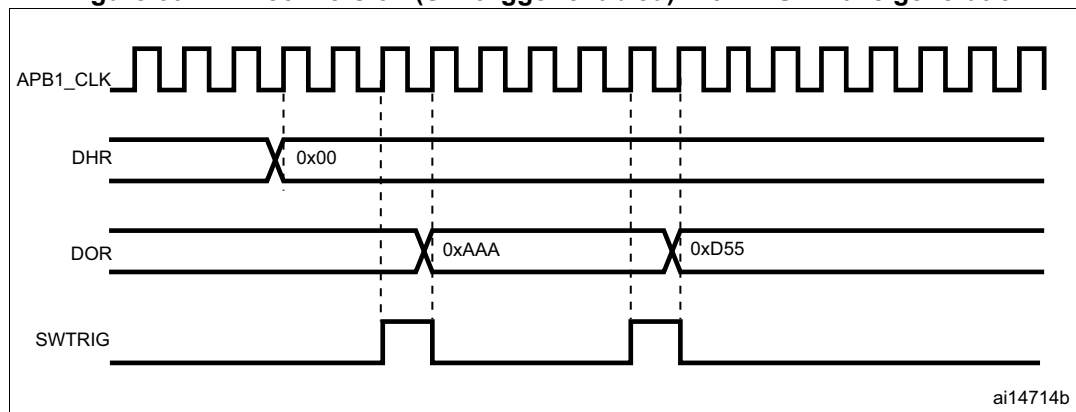 APB1_CLK
DHR
0x00
DOR
0xAAA
0xD55
SWTRIG
ai14714b